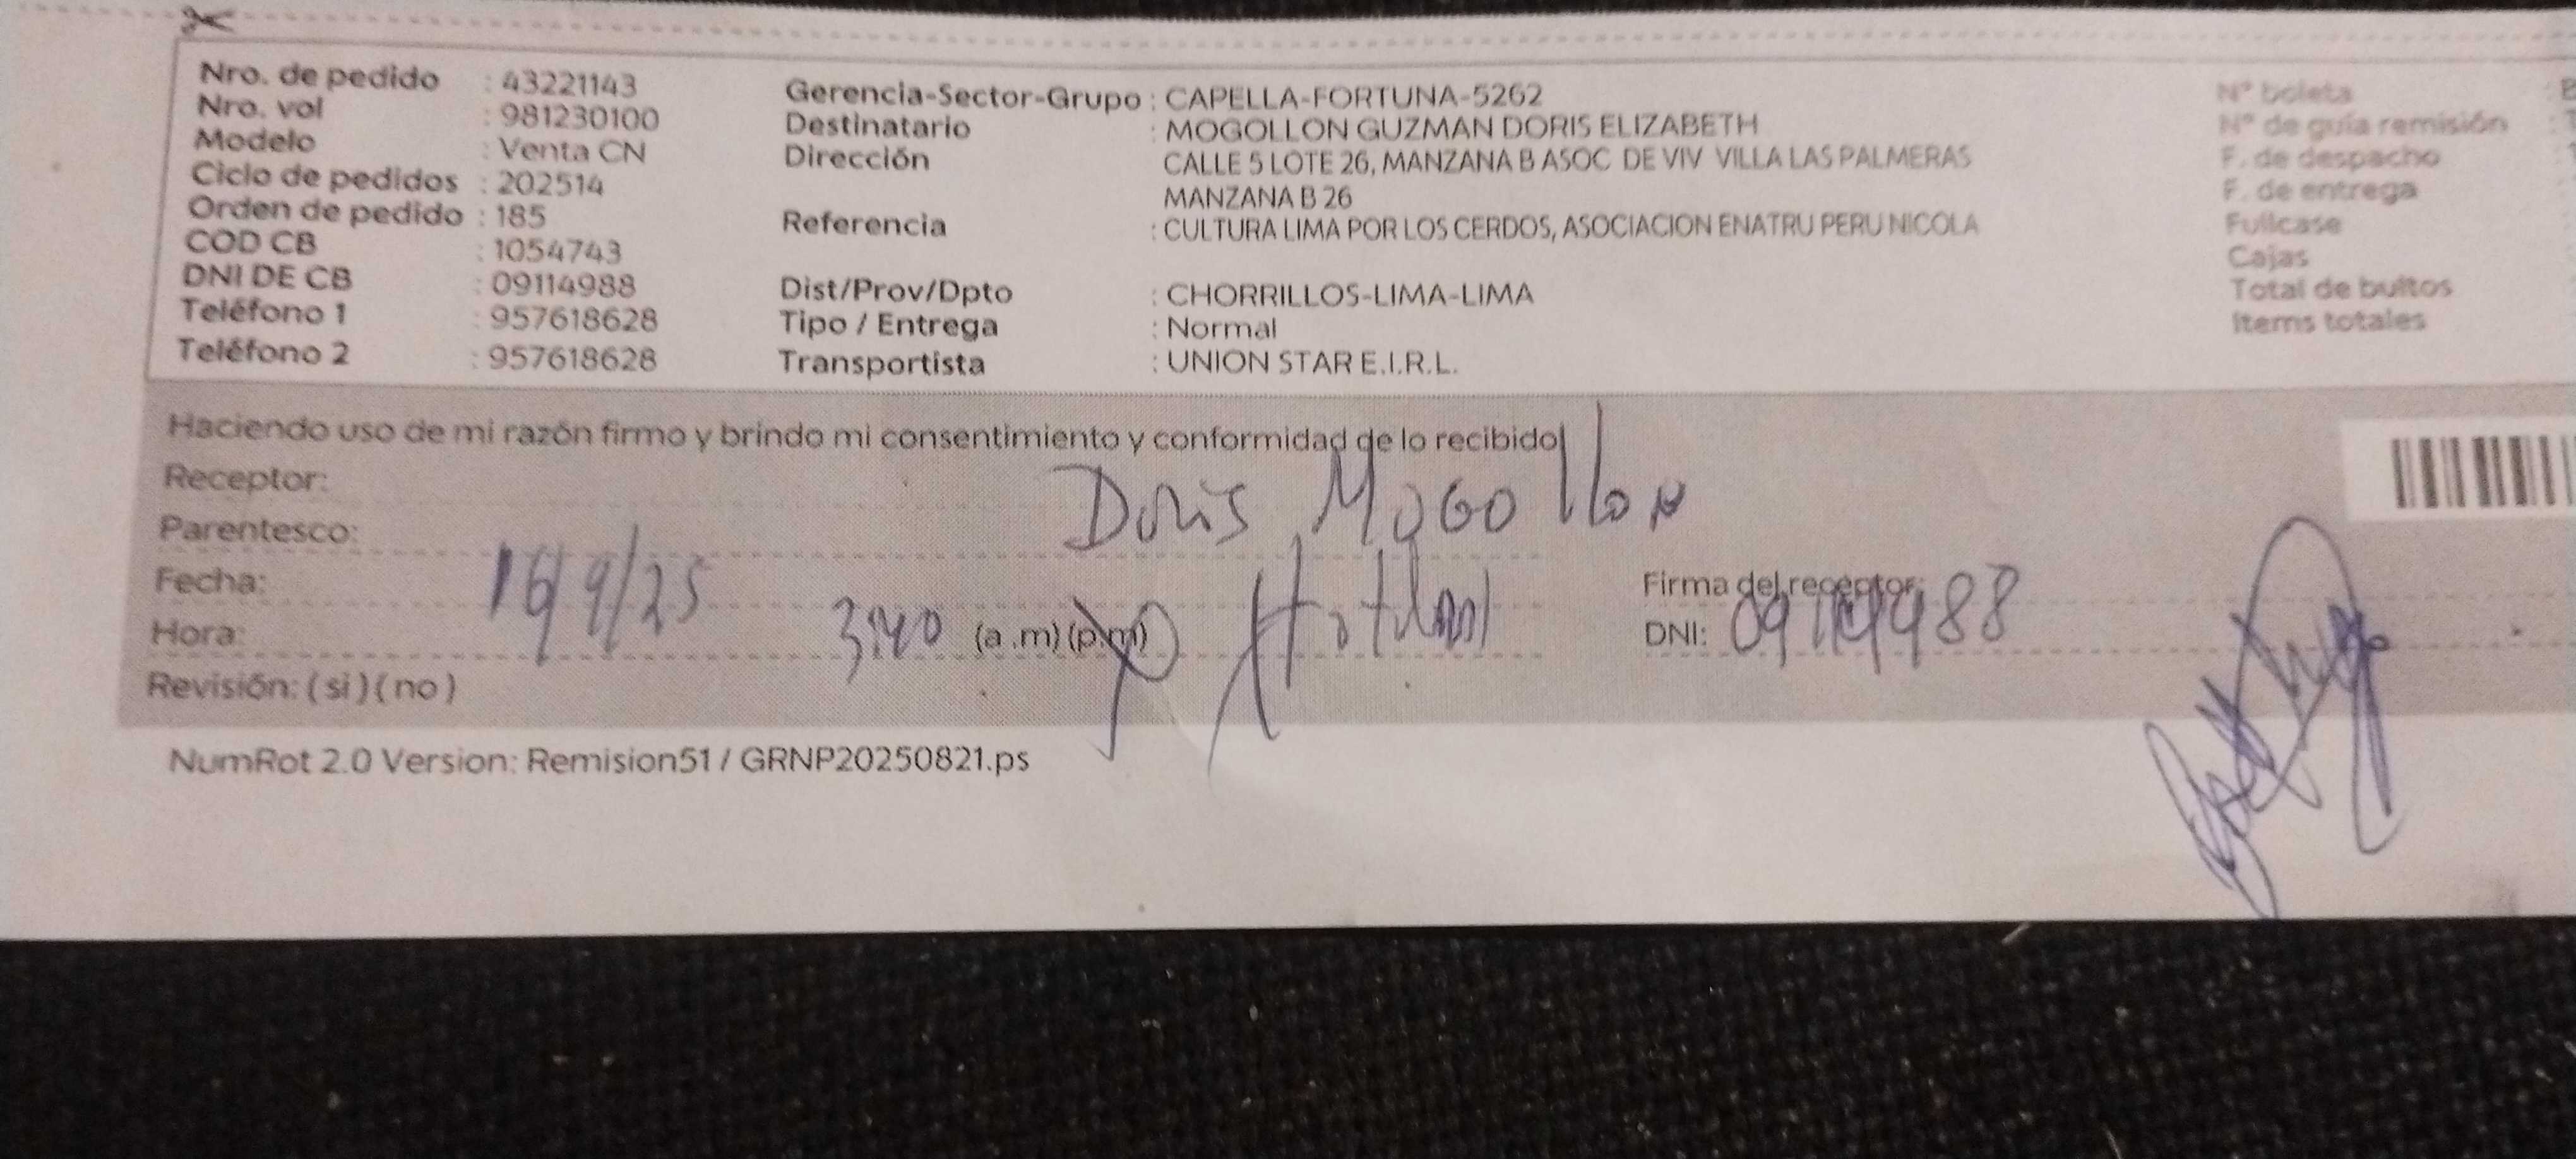 Nro. de pedido : 43221143
Nro. vol : 981230100
Modelo : Venta CN
Ciclo de pedidos : 202514
Orden de pedido : 185
COD CB : 1054743
DNI DE CB : 09114988
Teléfono 1 : 957618628
Teléfono 2 : 957618628
Gerencia-Sector-Grupo : CAPELLA-FORTUNA-5262
Destinatario : MOGOLLON GUZMAN DORIS ELIZABETH
Dirección CALLE 5 LOTE 26, MANZANA B ASOC DE VIV VILLA LAS PALMERAS
MANZANA B 26
Referencia : CULTURA LIMA POR LOS CERDOS, ASOCIACION ENATRU PERU NICOLA
Dist/Prov/Dpto : CHORRILLOS-LIMA-LIMA
Tipo / Entrega : Normal
Transportista : UNION STAR E.I.R.L.
N° boleta
N° de guía remisión
F. de despacho
F. de entrega
Fullcase
Cajas
Total de bultos
Items totales
Haciendo uso de mi razón firmo y brindo mi consentimiento y conformidad de lo recibido
Receptor: Doris Mogollon
Parentesco:
Fecha: 16/9/25
Hora: 3:40 (a .m) (p.m)
Firma del receptor:
DNI: 09114988
Revisión: ( si ) ( no )
NumRot 2.0 Version: Remision51 / GRNP20250821.ps